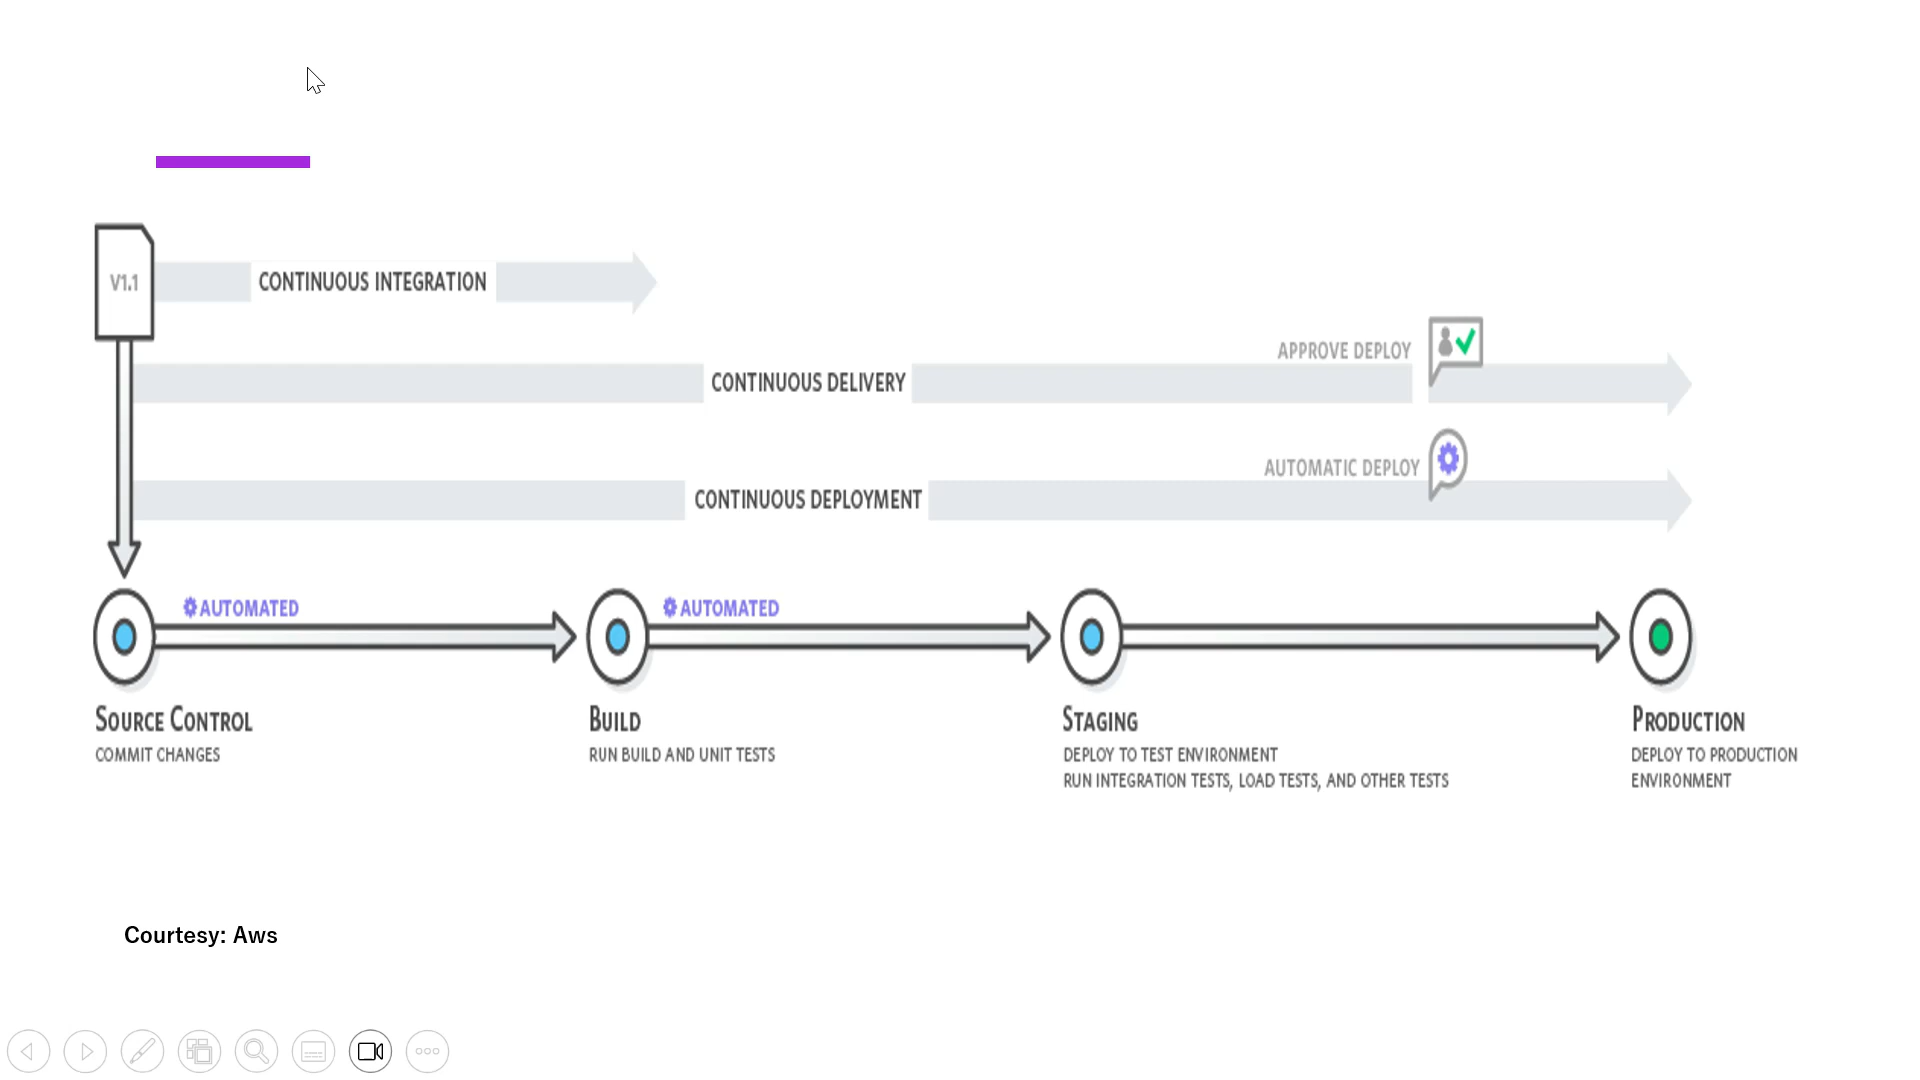 V1.1
CONTINUOUS INTEGRATION
APPROVE DEPLOY
CONTINUOUS DELIVERY
AUTOMATIC DEPLOY
CONTINUOUS DEPLOYMENT
AUTOMATED
AUTOMATED
SOURCE CONTROL
COMMIT CHANGES
BUILD
RUN BUILD AND UNIT TESTS
STAGING
DEPLOY TO TEST ENVIRONMENT
RUN INTEGRATION TESTS, LOAD TESTS, AND OTHER TESTS
PRODUCTION
DEPLOY TO PRODUCTION
ENVIRONMENT
Courtesy: Aws